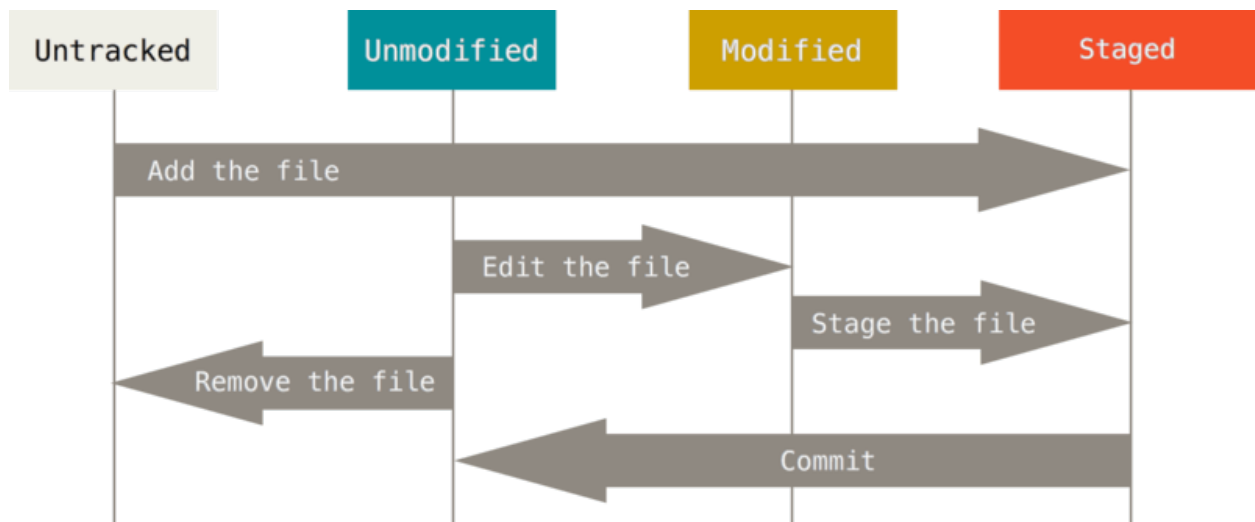 Untracked
Unmodified
Modified
Staged
Add the file
Edit the file
Stage the file
Remove the file
Commit